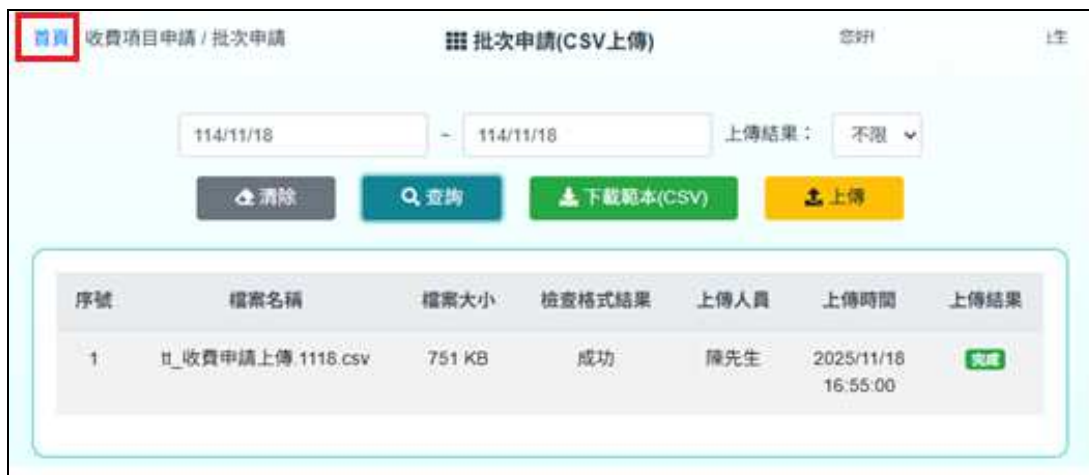 首頁 收費項目申請 / 批次申請 批次申請(CSV上傳) 您好! 生
114/11/18 ~ 114/11/18 上傳結果： 不限
清除 查詢 下載範本(CSV) 上傳
序號 檔案名稱 檔案大小 檢查格式結果 上傳人員 上傳時間 上傳結果
1 tt_收費申請上傳.1118.csv 751 KB 成功 陳先生 2025/11/18 完成
16:55:00